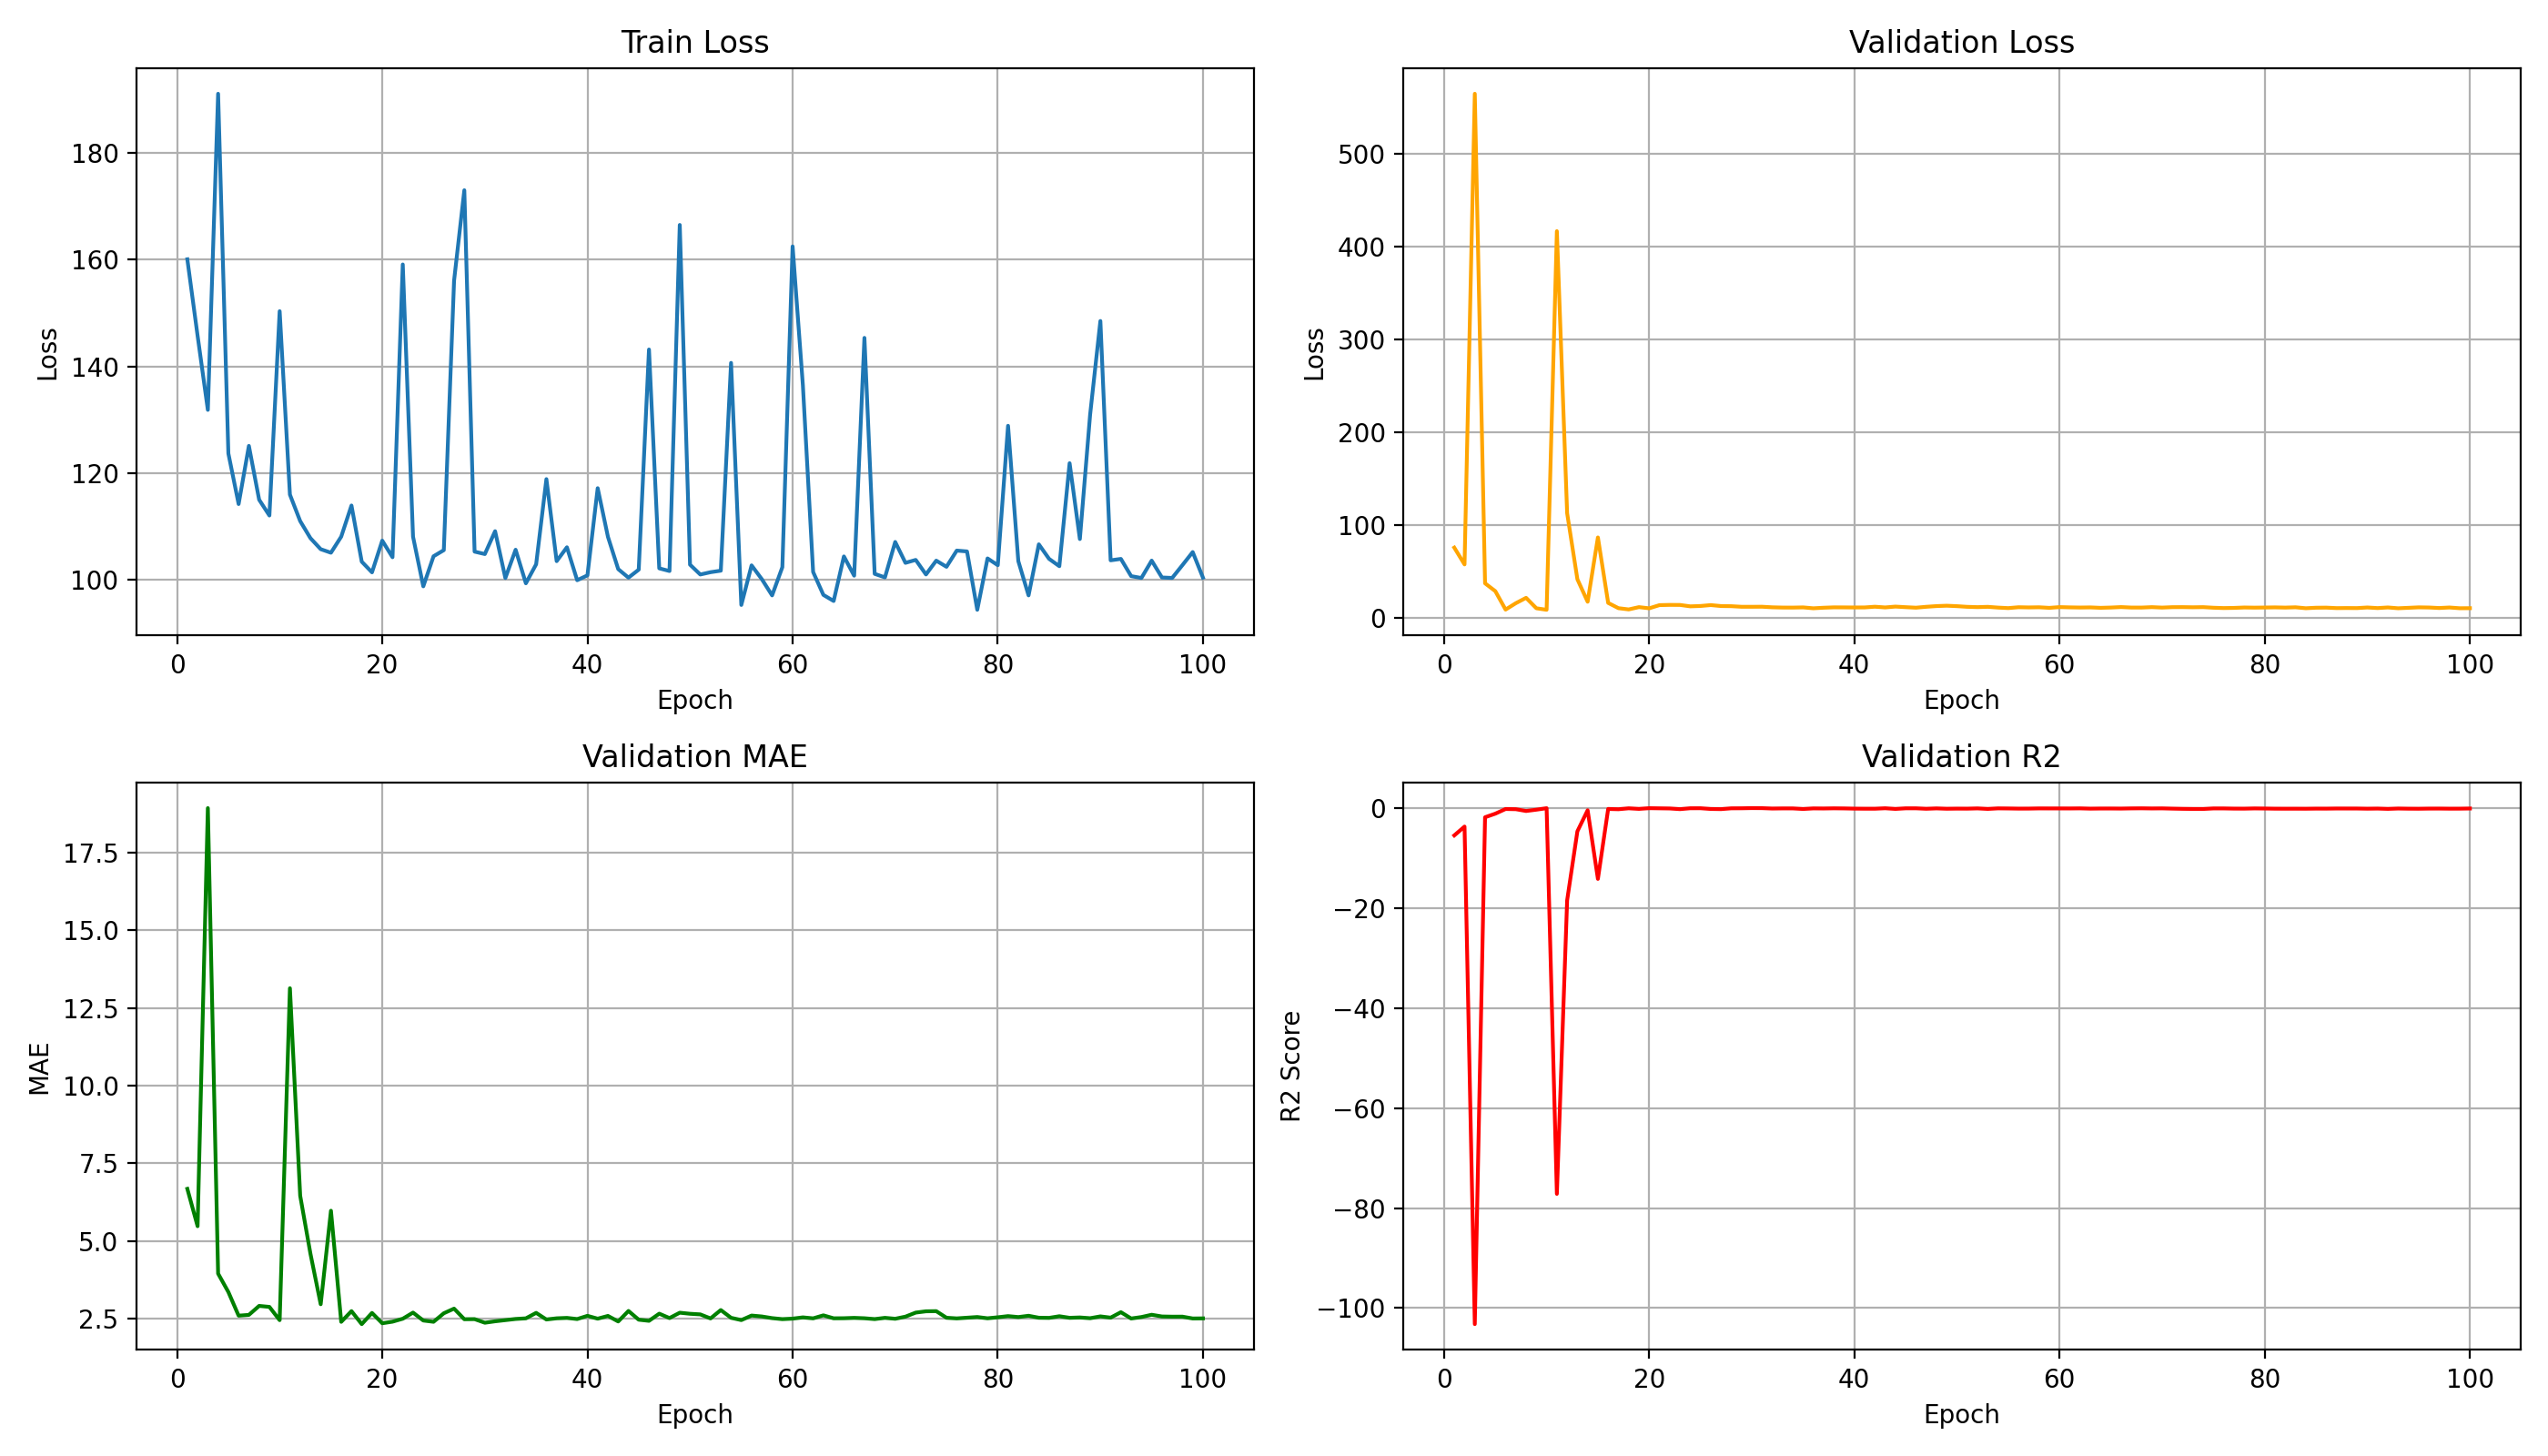 Train Loss
Loss
180
160
140
120
100
0 20 40 60 80 100
Epoch
Validation Loss
Loss
500
400
300
200
100
0
0 20 40 60 80 100
Epoch
Validation MAE
MAE
17.5
15.0
12.5
10.0
7.5
5.0
2.5
0 20 40 60 80 100
Epoch
Validation R2
R2 Score
0
−20
−40
−60
−80
−100
0 20 40 60 80 100
Epoch